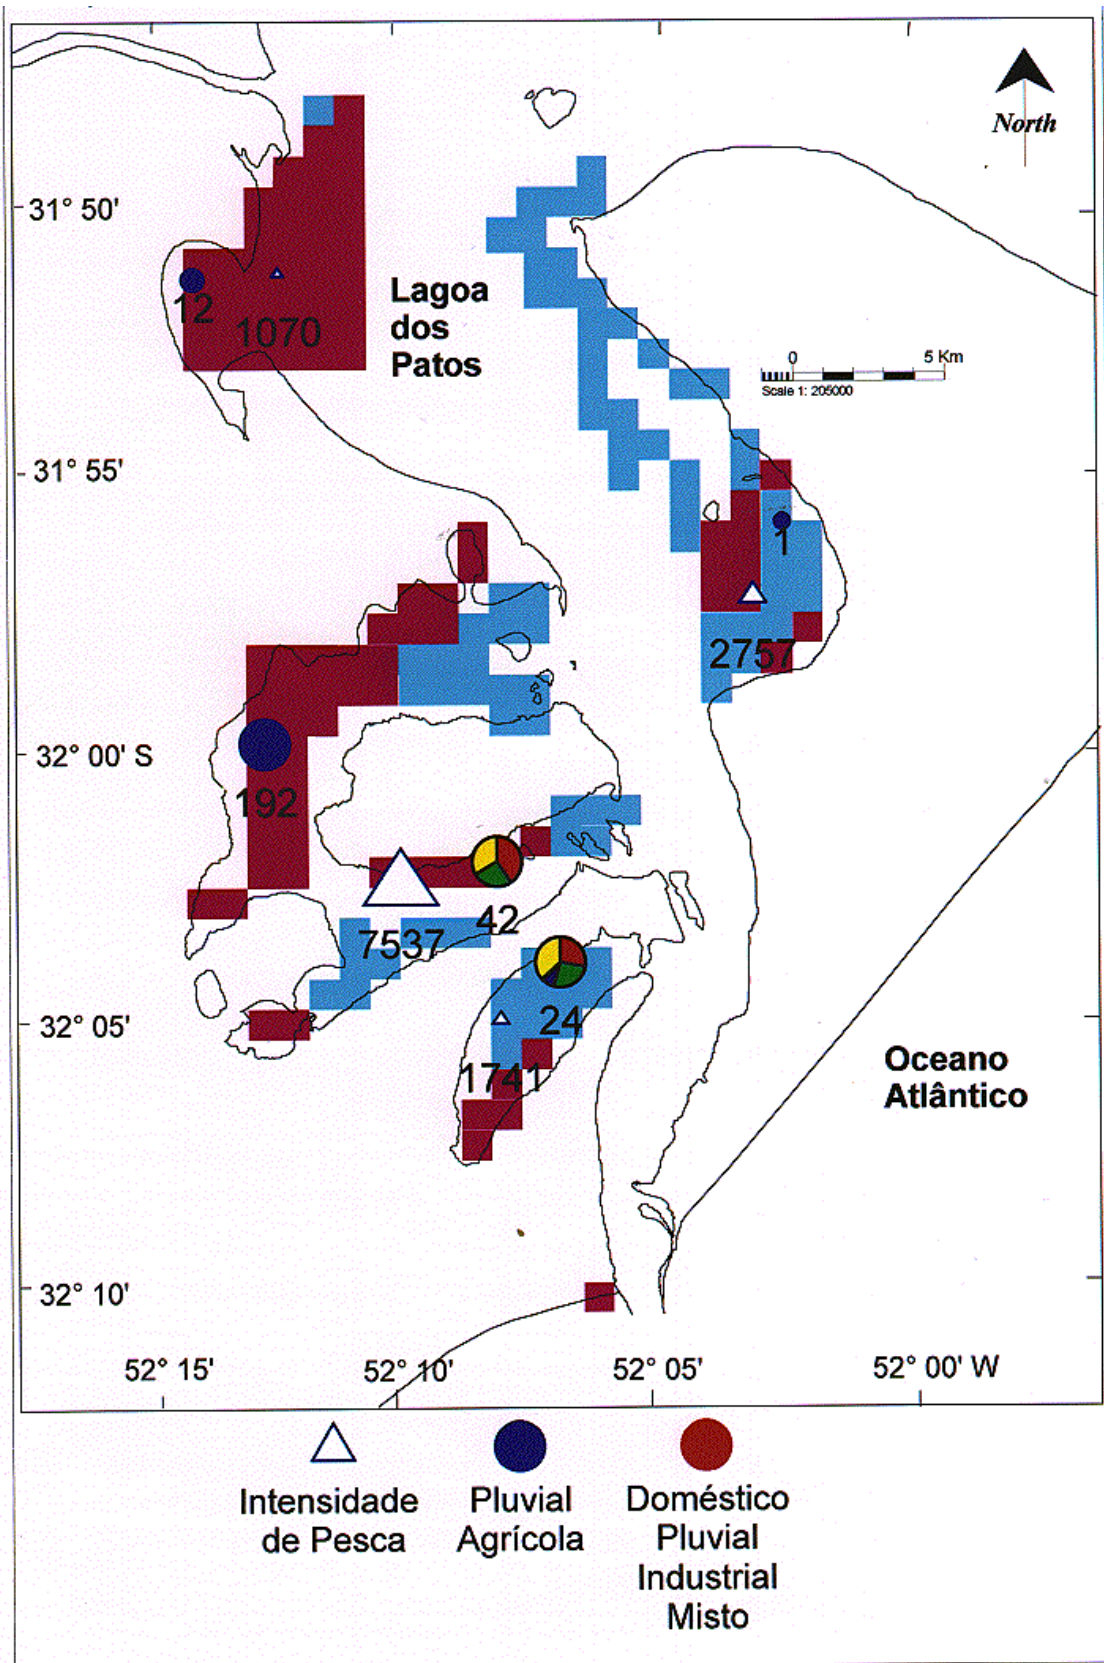 North
31° 50'
12
1070
Lagoa
dos
Patos
0 5 Km
Scale 1: 205000
31° 55'
1
2757
32° 00' S
192
42
7537
24
32° 05'
1741
Oceano
Atlântico
32° 10'
52° 15' 52° 10' 52° 05' 52° 00' W
Intensidade
de Pesca
Pluvial
Agrícola
Doméstico
Pluvial
Industrial
Misto